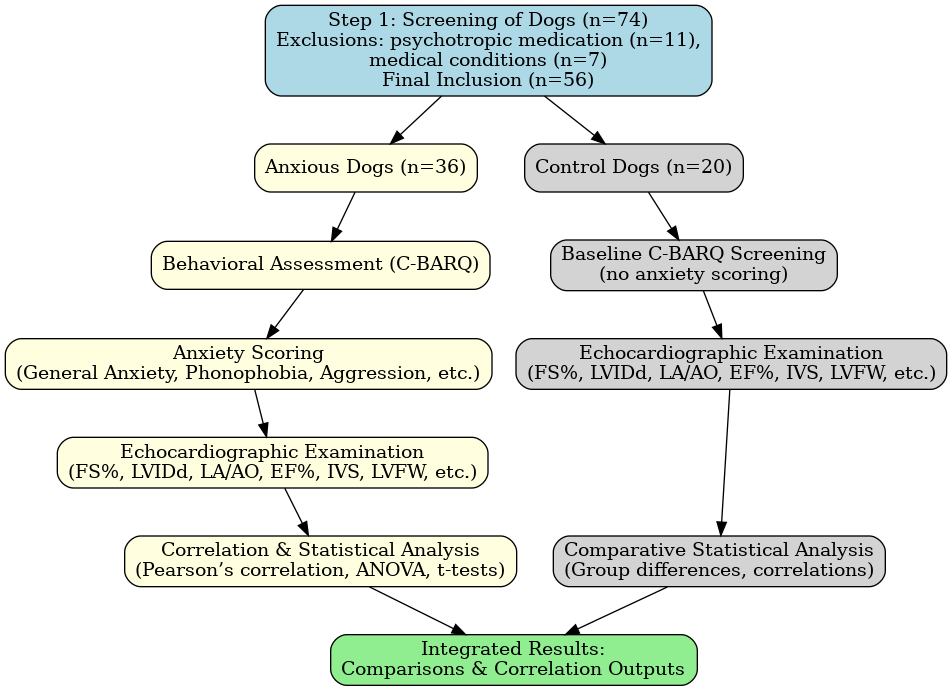 Step 1: Screening of Dogs (n=74)
Exclusions: psychotropic medication (n=11),
medical conditions (n=7)
Final Inclusion (n=56)
Anxious Dogs (n=36)
Control Dogs (n=20)
Behavioral Assessment (C-BARQ)
Baseline C-BARQ Screening
(no anxiety scoring)
Anxiety Scoring
(General Anxiety, Phonophobia, Aggression, etc.)
Echocardiographic Examination
(FS%, LVIDd, LA/AO, EF%, IVS, LVFW, etc.)
Echocardiographic Examination
(FS%, LVIDd, LA/AO, EF%, IVS, LVFW, etc.)
Correlation & Statistical Analysis
(Pearson’s correlation, ANOVA, t-tests)
Comparative Statistical Analysis
(Group differences, correlations)
Integrated Results:
Comparisons & Correlation Outputs